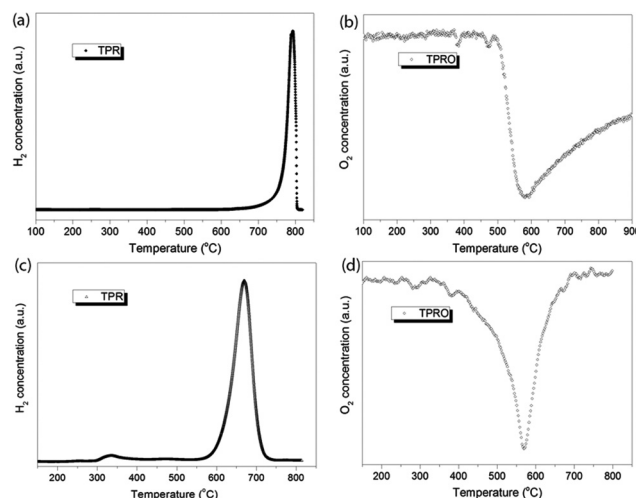 (a)
TPR
H2 concentration (a.u.)
100 200 300 400 500 600 700 800
Temperature (°C)
(b)
TPRO
O2 concentration (a.u.)
100 200 300 400 500 600 700 800 900
Temperature (°C)
(c)
TPR
H2 concentration (a.u.)
200 300 400 500 600 700 800
Temperature (°C)
(d)
TPRO
O2 concentration (a.u.)
200 300 400 500 600 700 800 900
Temperature (°C)